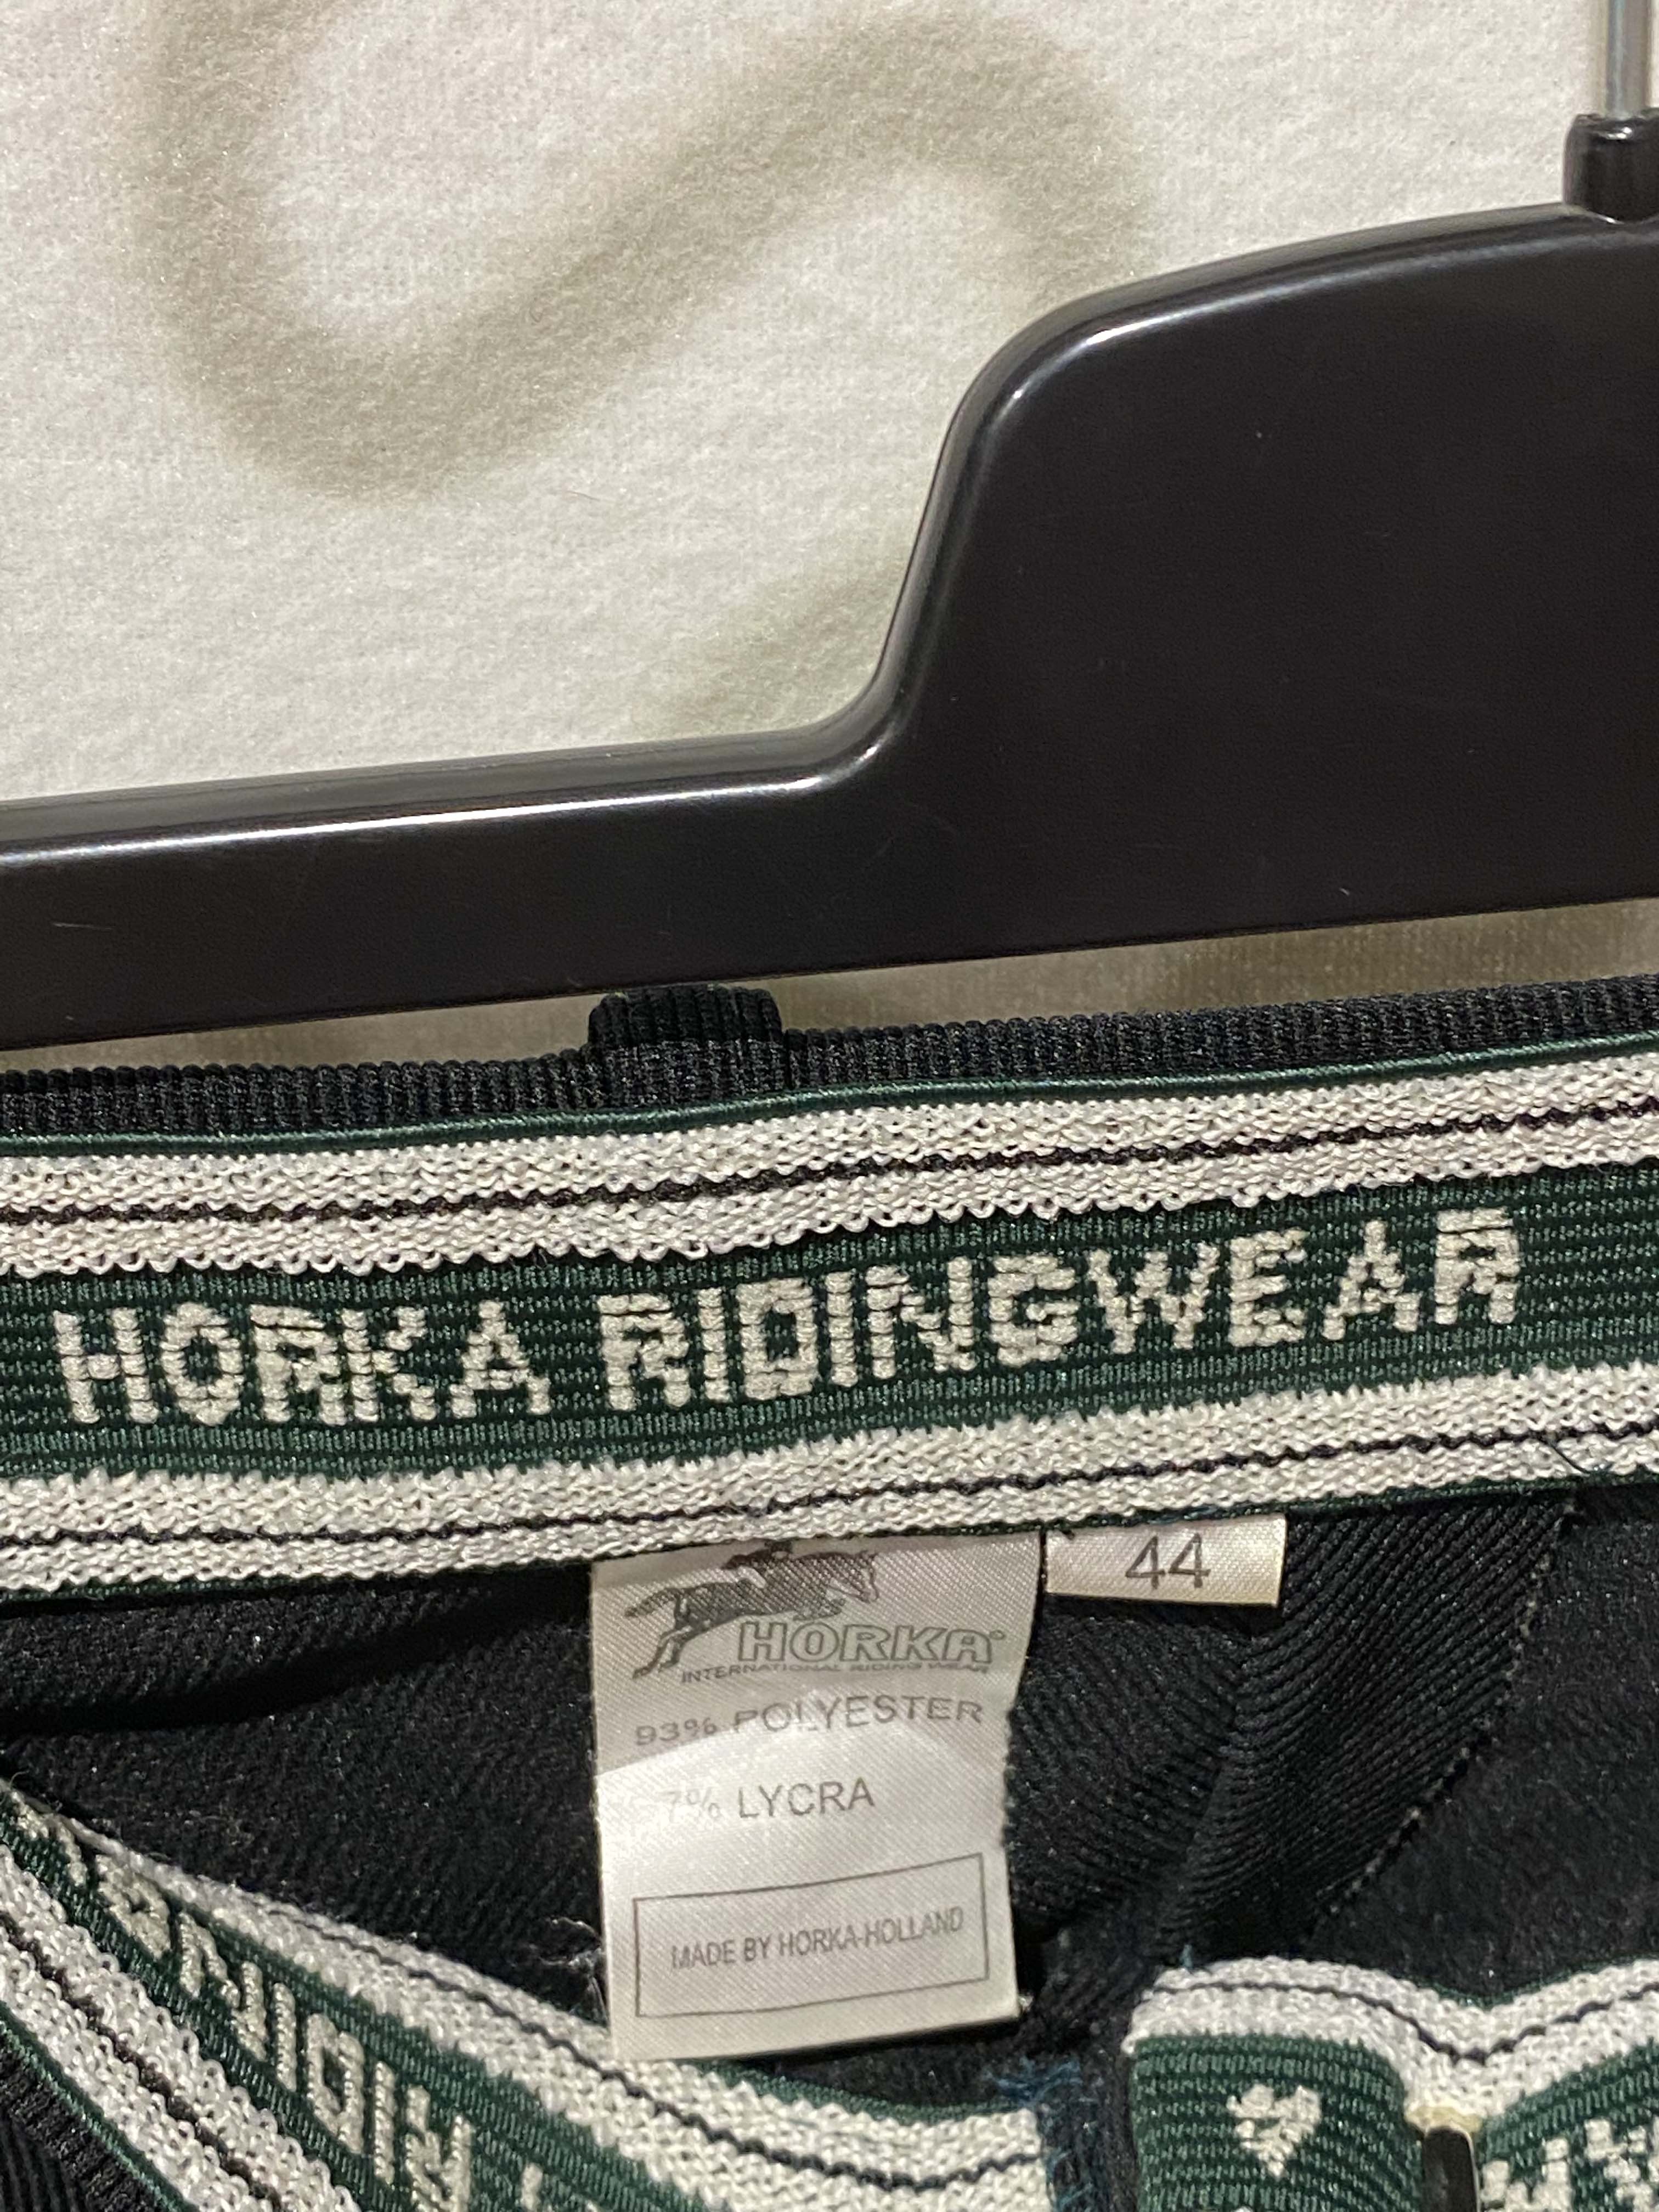 HORKA RIDINGWEAR
44
HORKA®
INTERNATIONAL RIDING WEAR
93% POLYESTER
7% LYCRA
MADE BY HORKA-HOLLAND